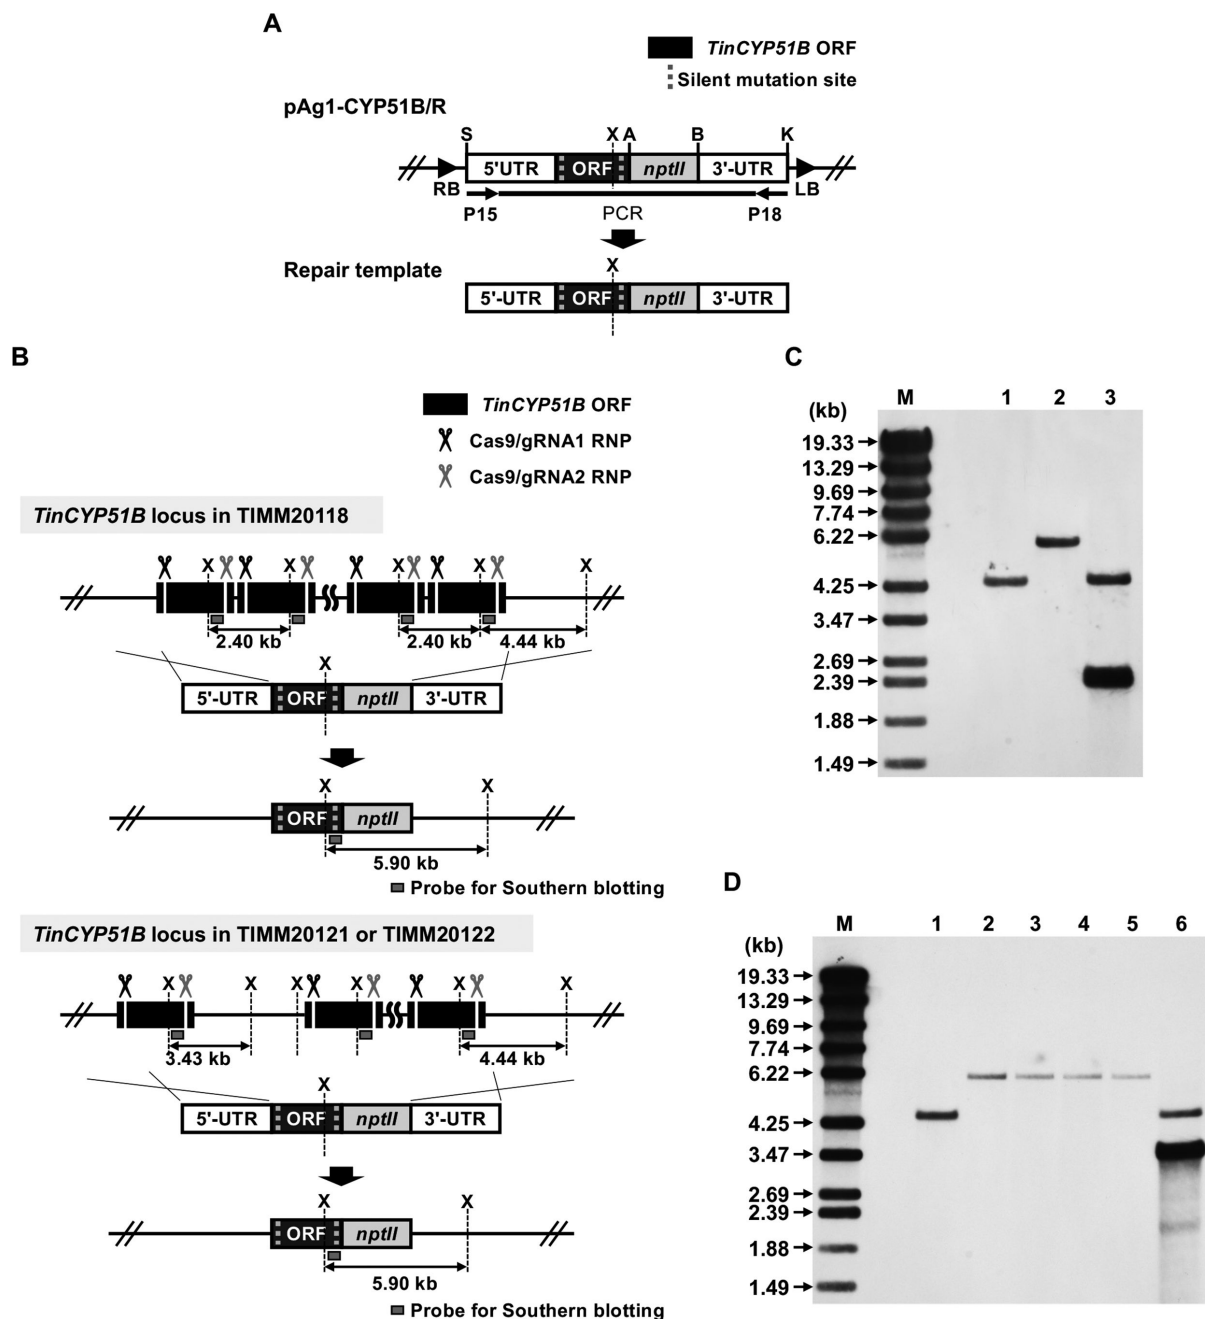 A
TinCYP51B ORF
Silent mutation site
pAg1-CYP51B/R
S X A B K
5'UTR ORF nptII 3'-UTR
RB LB
P15 PCR P18
Repair template
X
5'-UTR ORF nptII 3'-UTR
B
TinCYP51B ORF
Cas9/gRNA1 RNP
Cas9/gRNA2 RNP
TinCYP51B locus in TIMM20118
X X X X X
2.40 kb 2.40 kb 4.44 kb
X
5'-UTR ORF nptII 3'-UTR
X X
ORF nptII
5.90 kb
Probe for Southern blotting
TinCYP51B locus in TIMM20121 or TIMM20122
X X X X X X
3.43 kb 4.44 kb
X
5'-UTR ORF nptII 3'-UTR
X X
ORF nptII
5.90 kb
Probe for Southern blotting
C
(kb) M 1 2 3
19.33
13.29
9.69
7.74
6.22
4.25
3.47
2.69
2.39
1.88
1.49
D
(kb) M 1 2 3 4 5 6
19.33
13.29
9.69
7.74
6.22
4.25
3.47
2.69
2.39
1.88
1.49